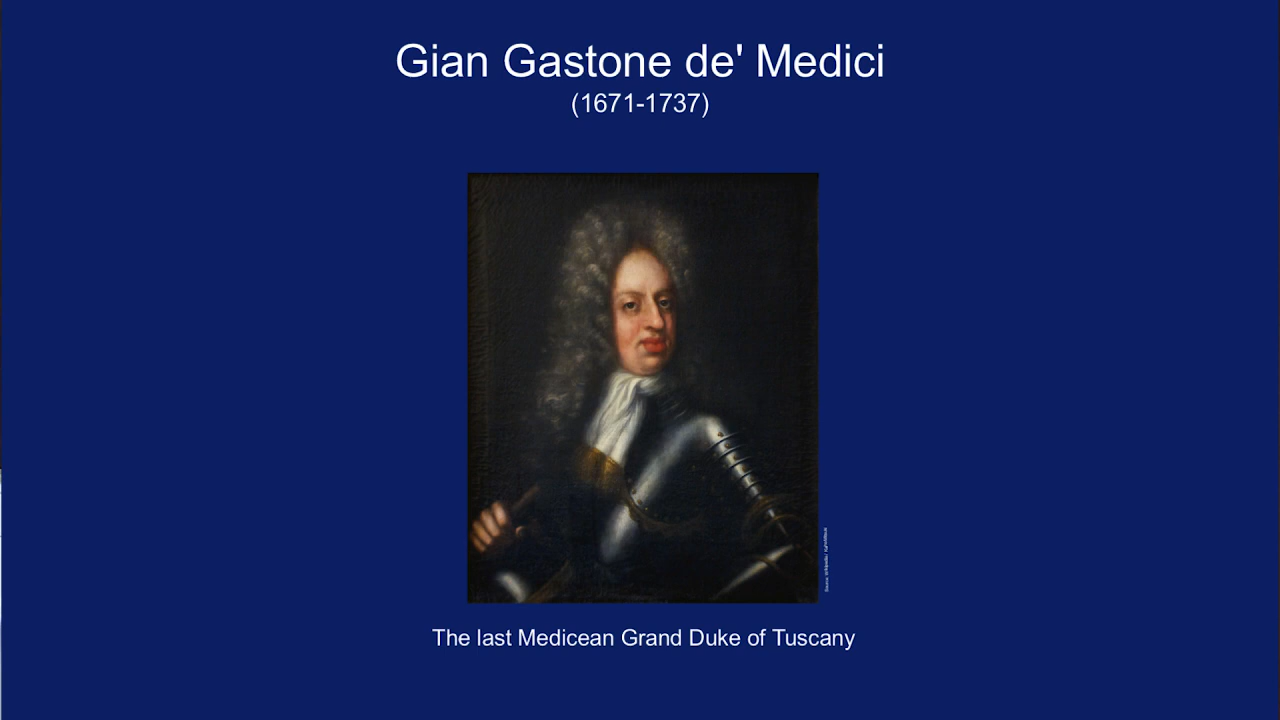 Gian Gastone de' Medici
(1671-1737)
The last Medicean Grand Duke of Tuscany